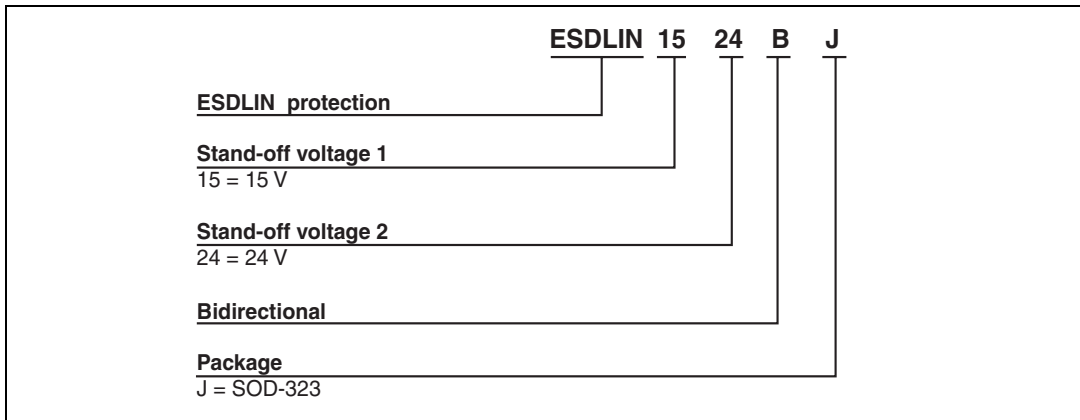 ESDLIN 15 24 B J
ESDLIN protection
Stand-off voltage 1
15 = 15 V
Stand-off voltage 2
24 = 24 V
Bidirectional
Package
J = SOD-323